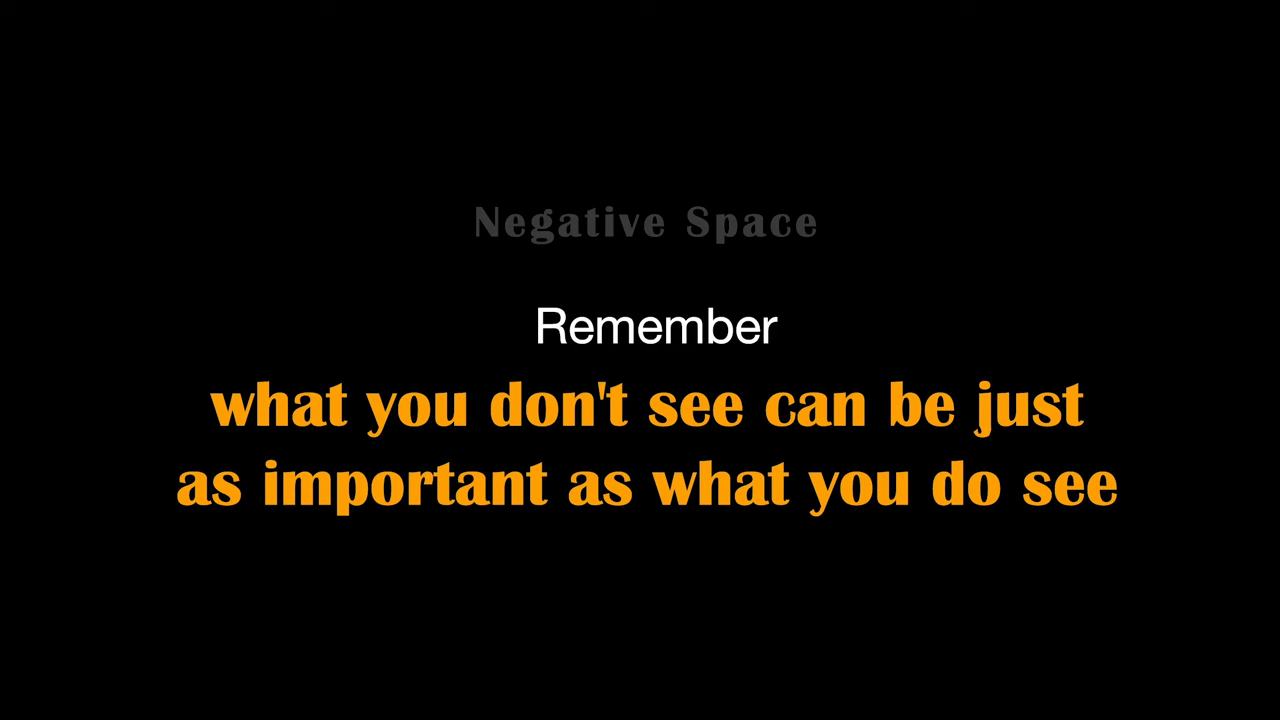 Negative Space
Remember
what you don't see can be just
as important as what you do see